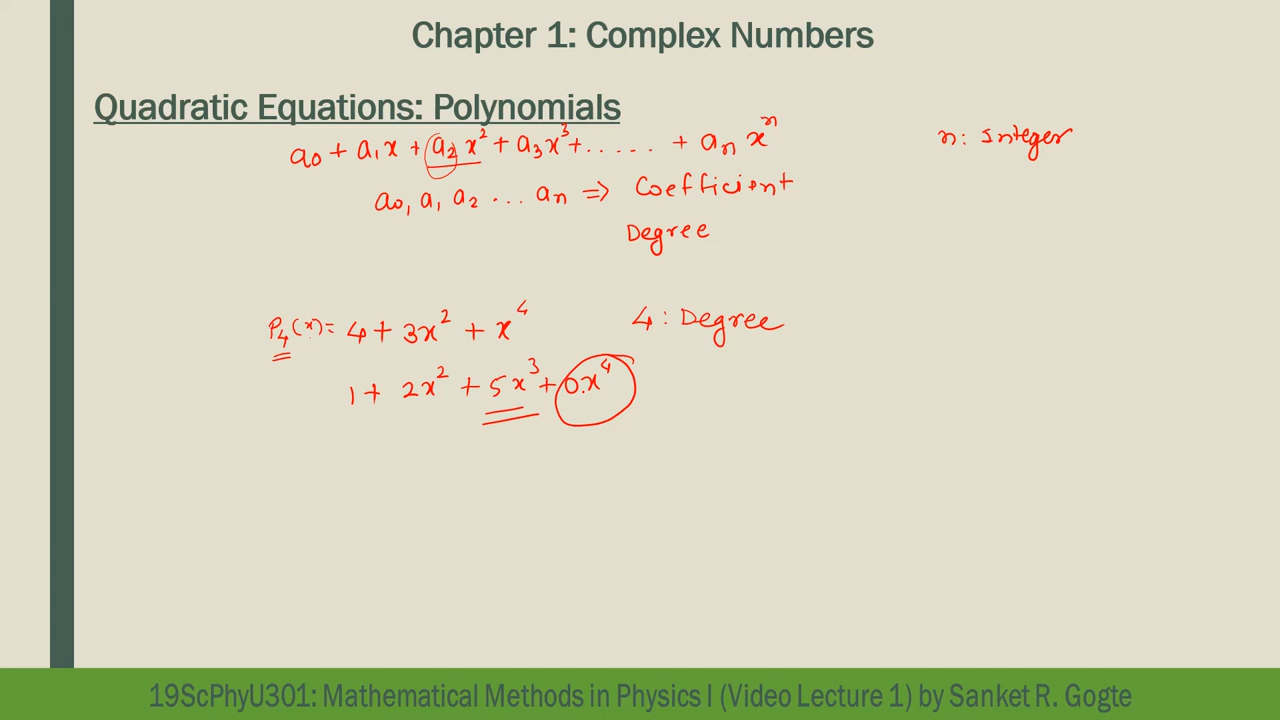 Chapter 1: Complex Numbers
Quadratic Equations: Polynomials
a₀ + a₁x + a₂x² + a₃x³ + ..... + aₙxⁿ n: Integer
a₀, a₁ a₂ ... aₙ ⇒ Coefficient
Degree
P₄(x) = 4 + 3x² + x⁴ 4: Degree
1 + 2x² + 5x³ + 0.x⁴
19ScPhyU301: Mathematical Methods in Physics I (Video Lecture 1) by Sanket R. Gogte